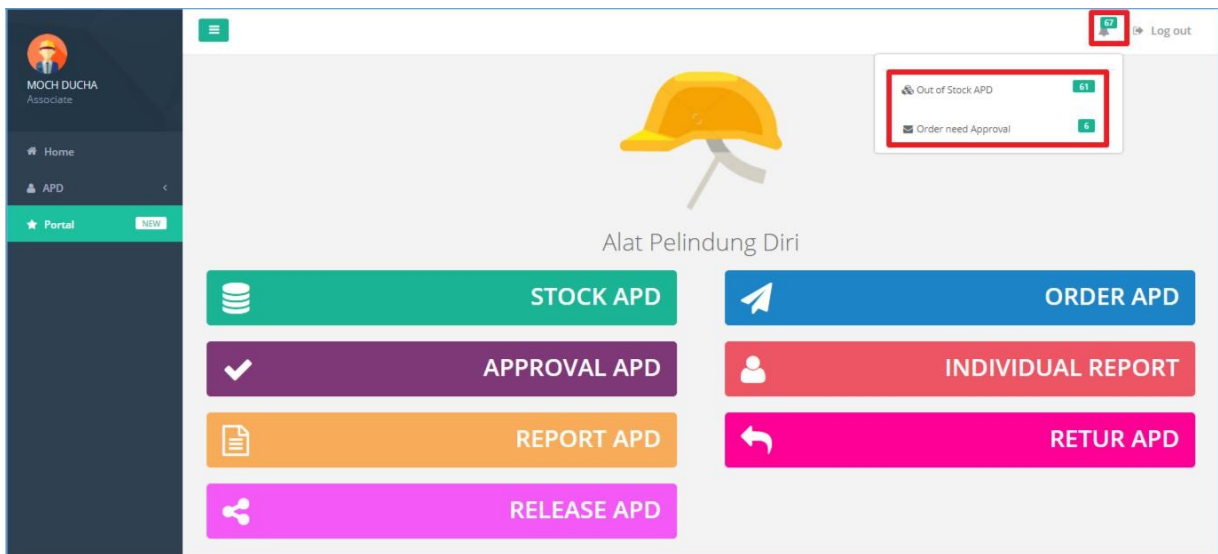 67
Log out
MOCH DUCHA
Associate
Out of Stock APD 61
Order need Approval 6
Home
APD
Portal NEW
Alat Pelindung Diri
STOCK APD
ORDER APD
APPROVAL APD
INDIVIDUAL REPORT
REPORT APD
RETUR APD
RELEASE APD